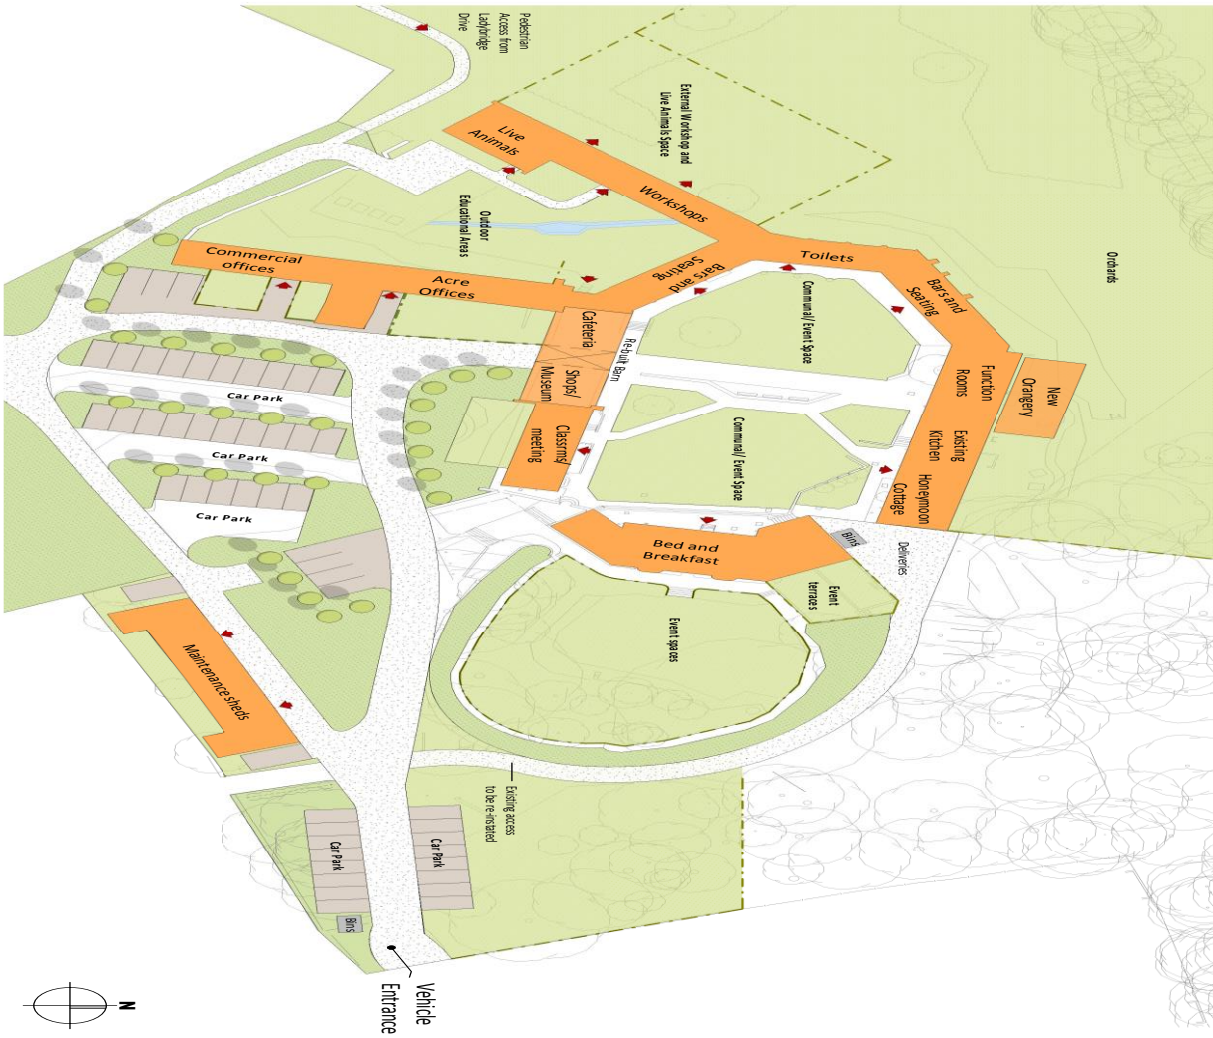 Pedestrian
Access from
Ladybridge
Drive
External Workshop and
Live Animals Space
Live
Animals
Workshops
Outdoor
Educational Areas
Orchards
Commercial
offices
Acre
Offices
Bars and
Seating
Toilets
Bars and
Seating
Communal/ Event Space
Cafeteria
Re-built Barn
Shops/
Museum
Classrms/
meeting
Communal/ Event Space
Function
Rooms
New
Orangery
Existing
Kitchen
Honeymoon
Cottage
Car Park
Car Park
Car Park
Bed and
Breakfast
Bins
Deliveries
Event
terraces
Event spaces
Maintenance sheds
Existing access
to be re-instated
Car Park
Car Park
Bins
Vehicle
Entrance
N